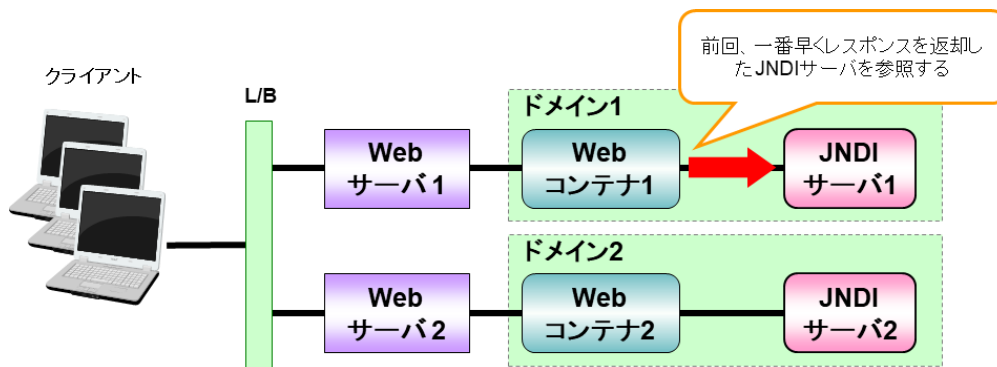 前回、一番早くレスポンスを返却し
たJNDIサーバを参照する
クライアント
L/B
ドメイン1
Web
サーバ1
Web
コンテナ1
JNDI
サーバ1
ドメイン2
Web
サーバ2
Web
コンテナ2
JNDI
サーバ2